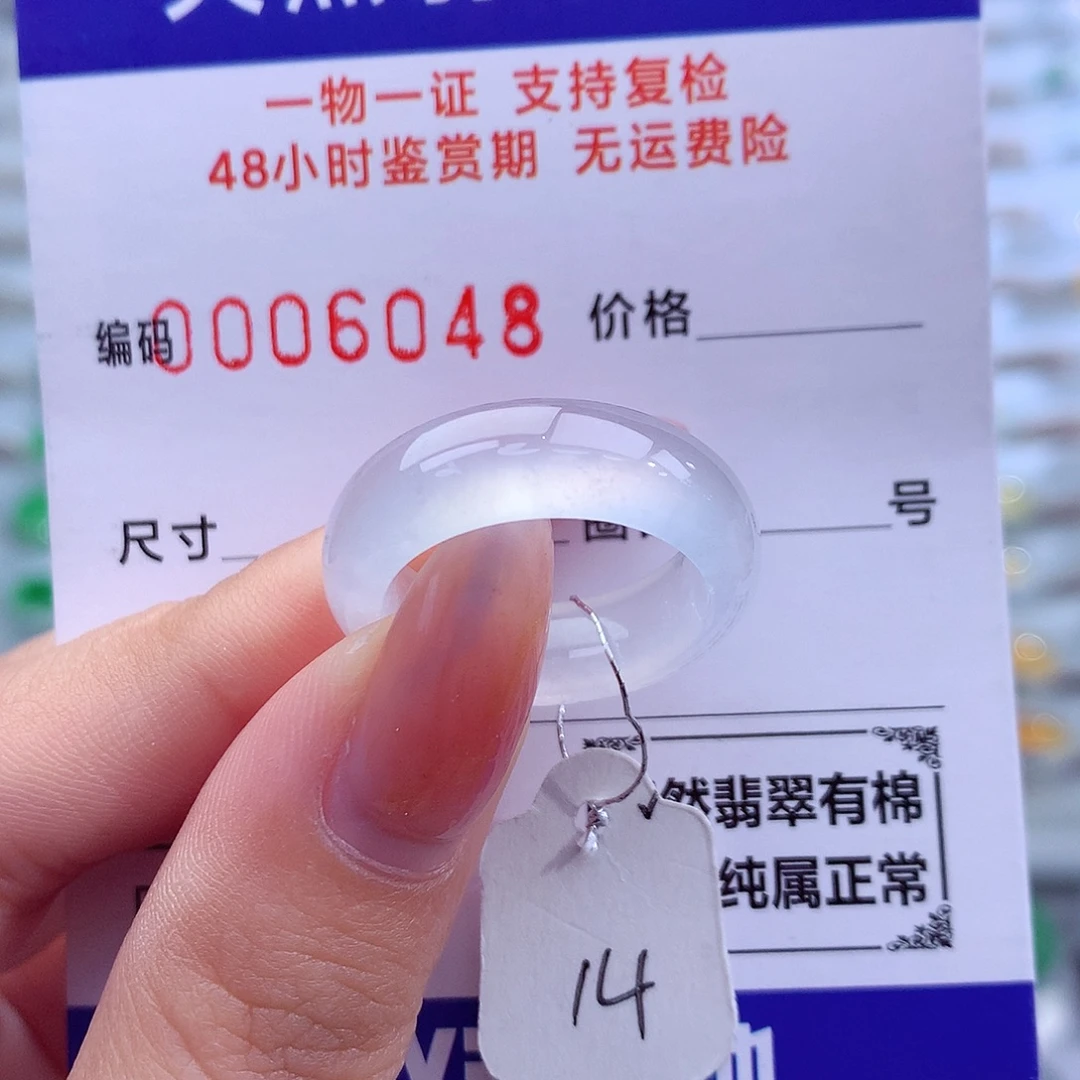 一物一证 支持复检
48小时鉴赏期 无运费险
编码0006048 价格
尺寸 圈 号
然翡翠有棉
纯属正常
14